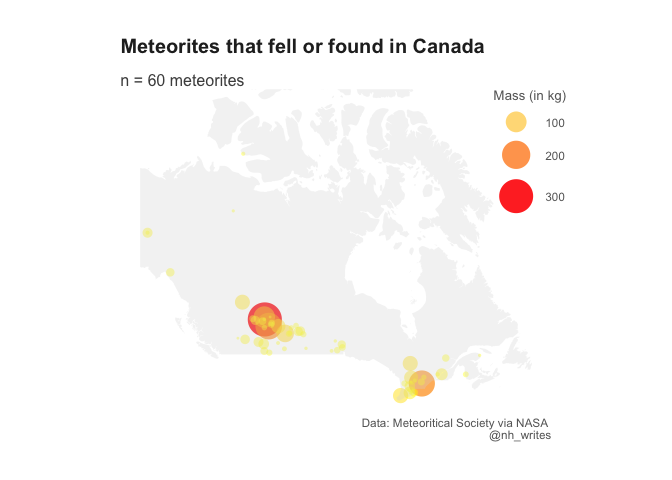 Meteorites that fell or found in Canada
n = 60 meteorites
Mass (in kg)
100
200
300
Data: Meteoritical Society via NASA
@nh_writes